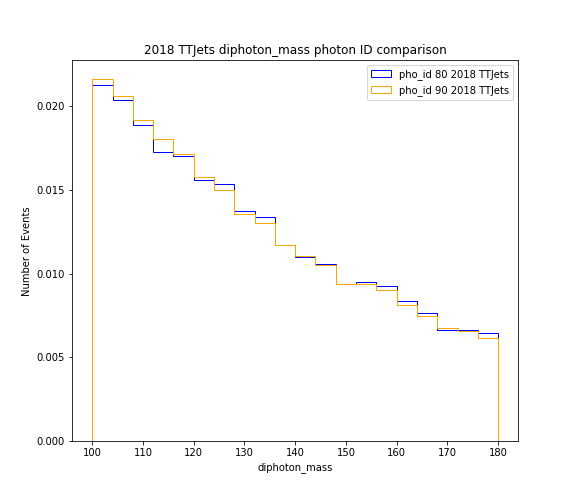 2018 TTJets diphoton_mass photon ID comparison
pho_id 80 2018 TTJets
pho_id 90 2018 TTJets
Number of Events
0.020
0.015
0.010
0.005
0.000
100 110 120 130 140 150 160 170 180
diphoton_mass